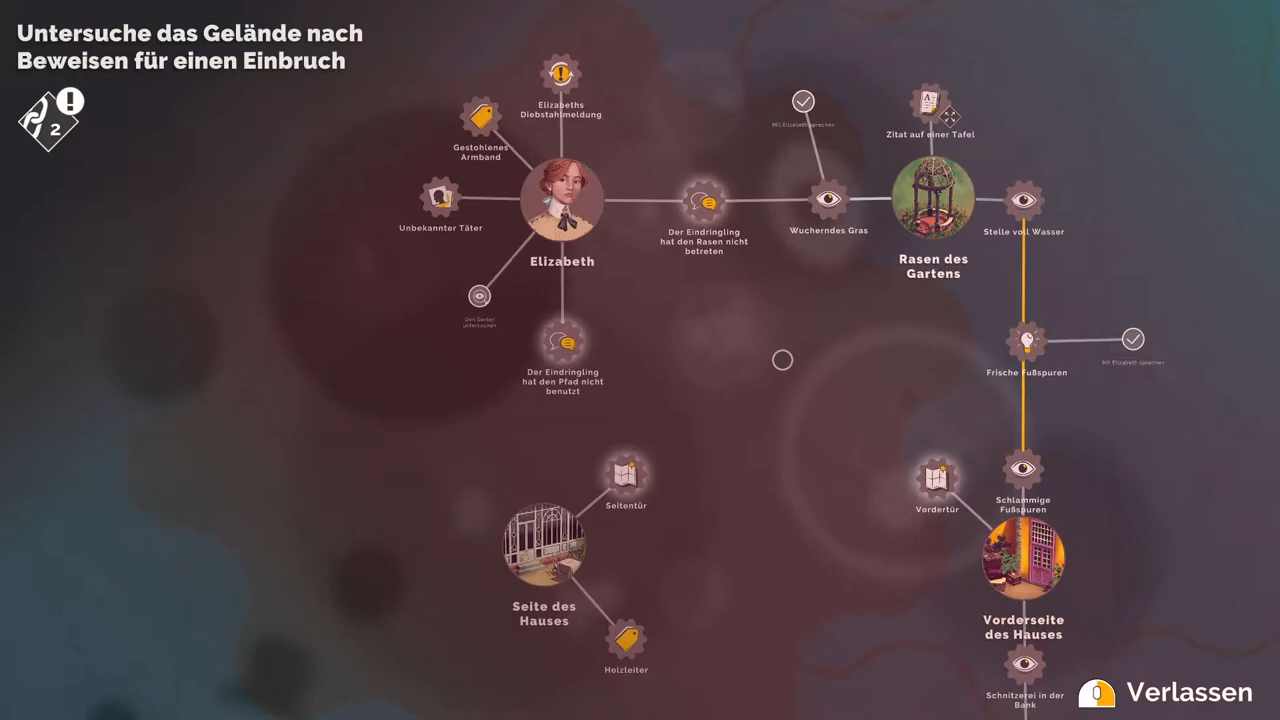 Untersuche das Gelände nach
Beweisen für einen Einbruch
2
Elizabeths
Diebstahlmeldung
Gestohlenes
Armband
Unbekannter Täter
Elizabeth
Den Garten
untersuchen
Der Eindringling
hat den Pfad nicht
benutzt
Der Eindringling
hat den Rasen nicht
betreten
Mit Elizabeth sprechen
Wucherndes Gras
A
Zitat auf einer Tafel
Rasen des
Gartens
Stelle voll Wasser
Frische Fußspuren
Mit Elizabeth sprechen
Schlammige
Fußspuren
Vordertür
Vorderseite
des Hauses
Schnitzerei in der
Bank
Seitentür
Seite des
Hauses
Holzleiter
Verlassen